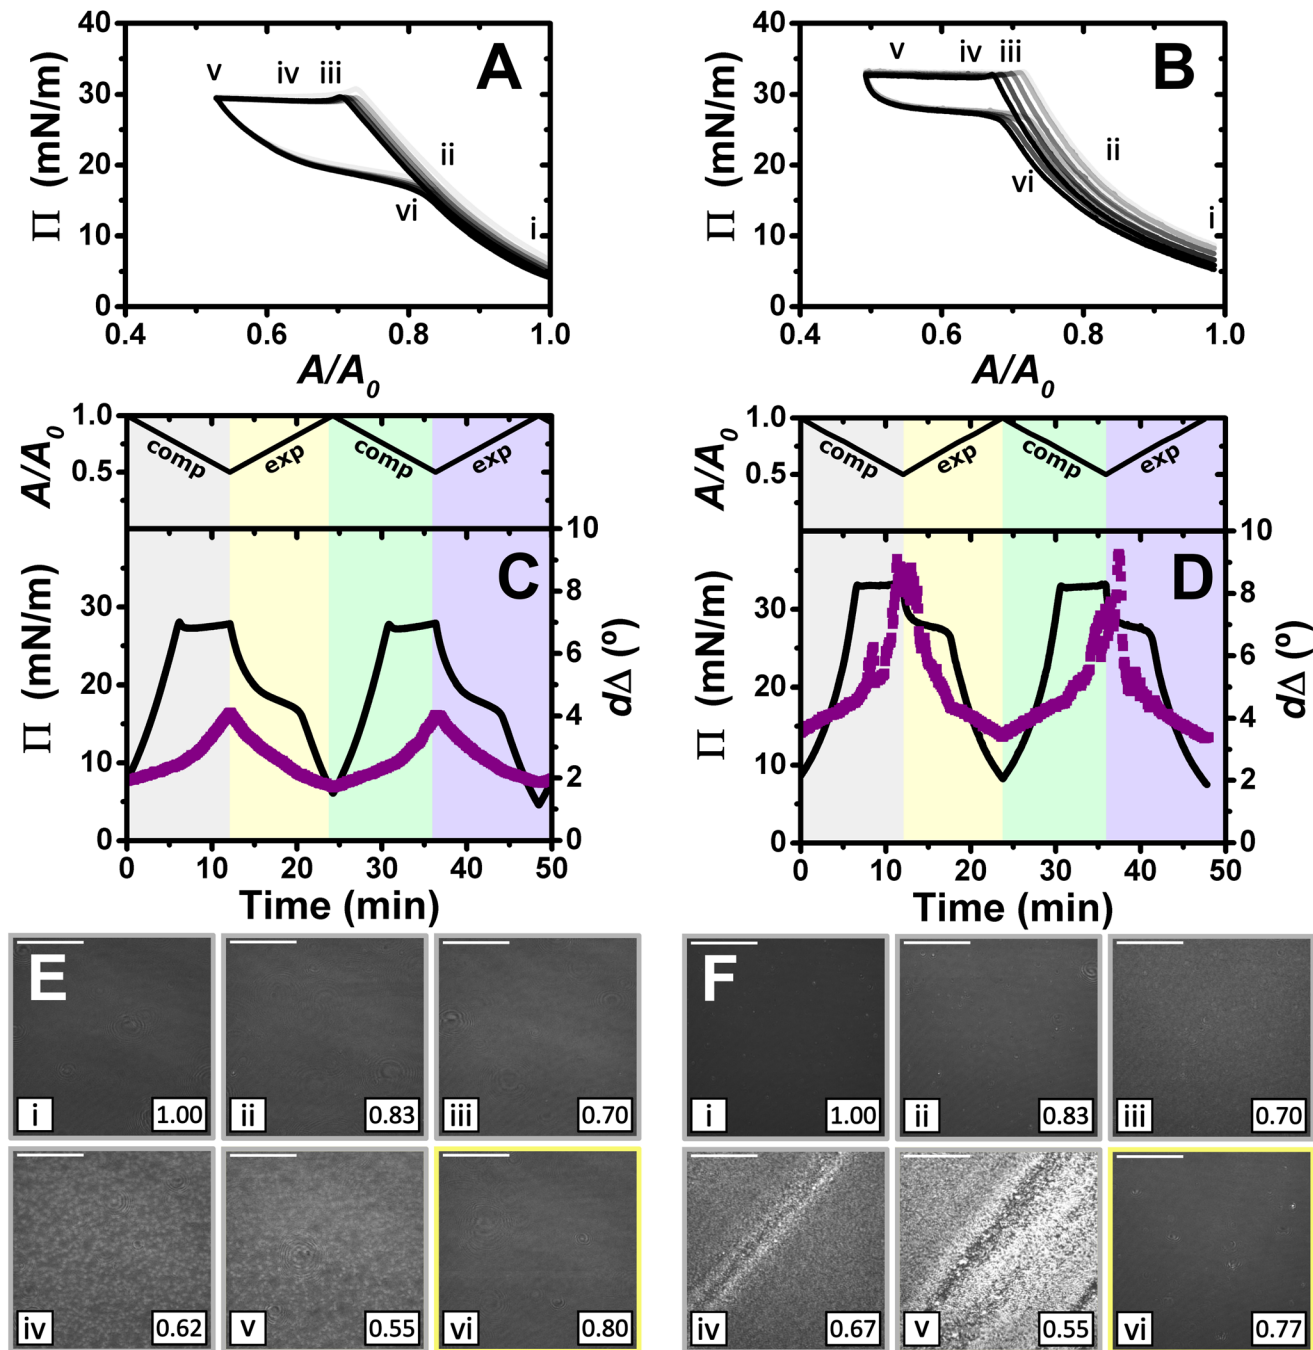 A
40
30
20
10
0
Π (mN/m)
v iv iii
ii
vi
i
0.4 0.6 0.8 1.0
A/A0
B
40
30
20
10
0
Π (mN/m)
v iv iii
ii
vi
i
0.4 0.6 0.8 1.0
A/A0
1.0
0.5
A/A0
comp exp comp exp
C
30
20
10
0
Π (mN/m)
10
8
6
4
2
0
dΔ (º)
0 10 20 30 40 50
Time (min)
1.0
0.5
A/A0
comp exp comp exp
D
30
20
10
0
Π (mN/m)
10
8
6
4
2
0
dΔ (º)
0 10 20 30 40 50
Time (min)
E
i 1.00
ii 0.83
iii 0.70
iv 0.62
v 0.55
vi 0.80
F
i 1.00
ii 0.83
iii 0.70
iv 0.67
v 0.55
vi 0.77